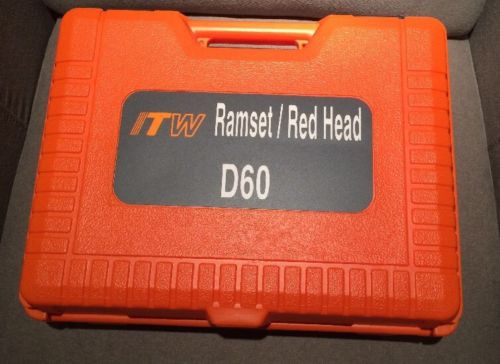 ITW Ramset / Red Head
D60